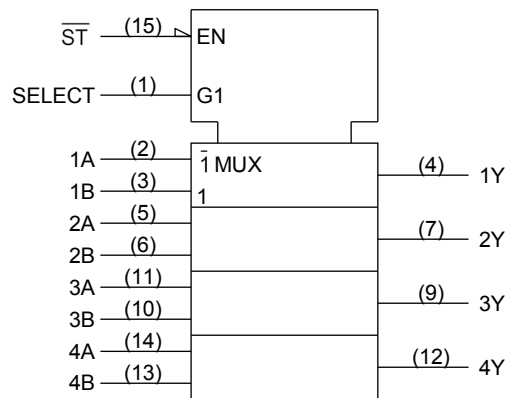 S̅T̅ (15) EN
SELECT (1) G1
1A (2) 1̅ MUX
(4) 1Y
1B (3) 1
2A (5)
(7) 2Y
2B (6)
3A (11)
(9) 3Y
3B (10)
4A (14)
(12) 4Y
4B (13)